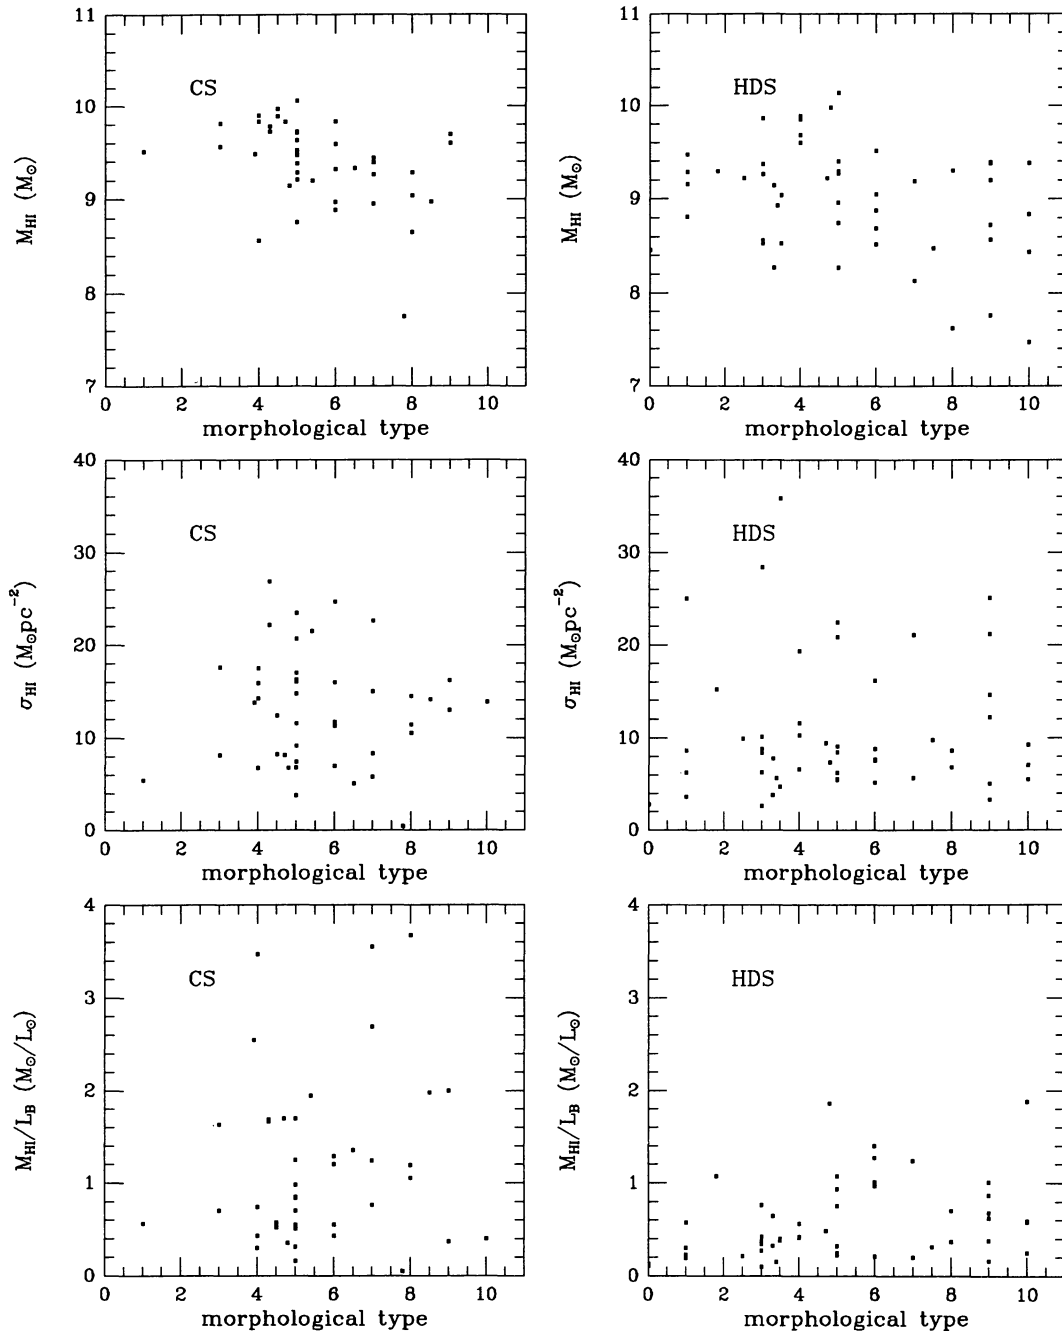 11
10
9
8
7
M_HI (M_⊙)
CS
0 2 4 6 8 10
morphological type
11
10
9
8
7
M_HI (M_⊙)
HDS
0 2 4 6 8 10
morphological type
40
30
20
10
0
σ_HI (M_⊙pc⁻²)
CS
0 2 4 6 8 10
morphological type
40
30
20
10
0
σ_HI (M_⊙pc⁻²)
HDS
0 2 4 6 8 10
morphological type
4
3
2
1
0
M_HI/L_B (M_⊙/L_⊙)
CS
0 2 4 6 8 10
morphological type
4
3
2
1
0
M_HI/L_B (M_⊙/L_⊙)
HDS
0 2 4 6 8 10
morphological type